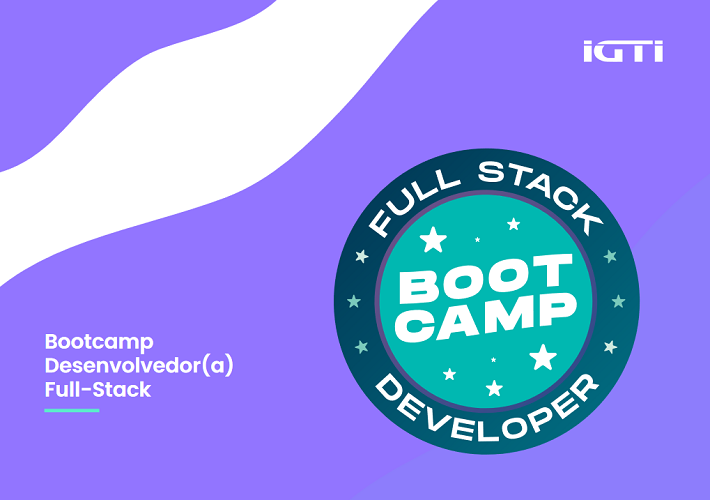 iGTi
FULL STACK
BOOT
CAMP
DEVELOPER
Bootcamp
Desenvolvedor(a)
Full-Stack